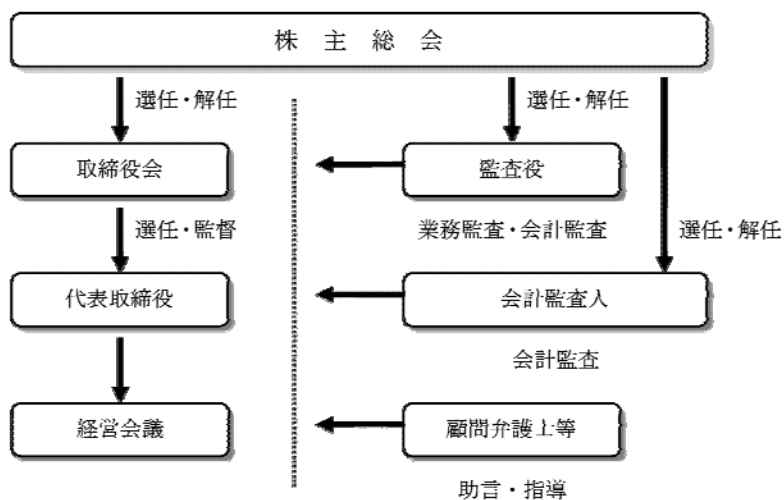 株主総会
選任・解任
選任・解任
取締役会
監査役
選任・監督
業務監査・会計監査
選任・解任
代表取締役
会計監査人
会計監査
経営会議
顧問弁護士等
助言・指導